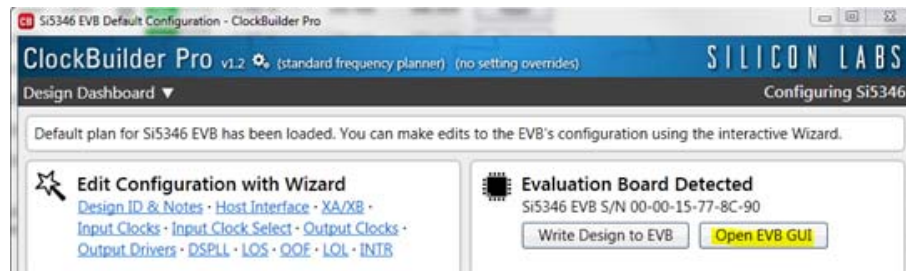 CB Si5346 EVB Default Configuration - ClockBuilder Pro
ClockBuilder Pro v1.2 (standard frequency planner) (no setting overrides) SILICON LABS
Design Dashboard ▼ Configuring Si5346
Default plan for Si5346 EVB has been loaded. You can make edits to the EVB's configuration using the interactive Wizard.
Edit Configuration with Wizard
Design ID & Notes · Host Interface · XA/XB ·
Input Clocks · Input Clock Select · Output Clocks ·
Output Drivers · DSPLL · LOS · OOF · LOL · INTR
Evaluation Board Detected
Si5346 EVB S/N 00-00-15-77-8C-90
Write Design to EVB Open EVB GUI